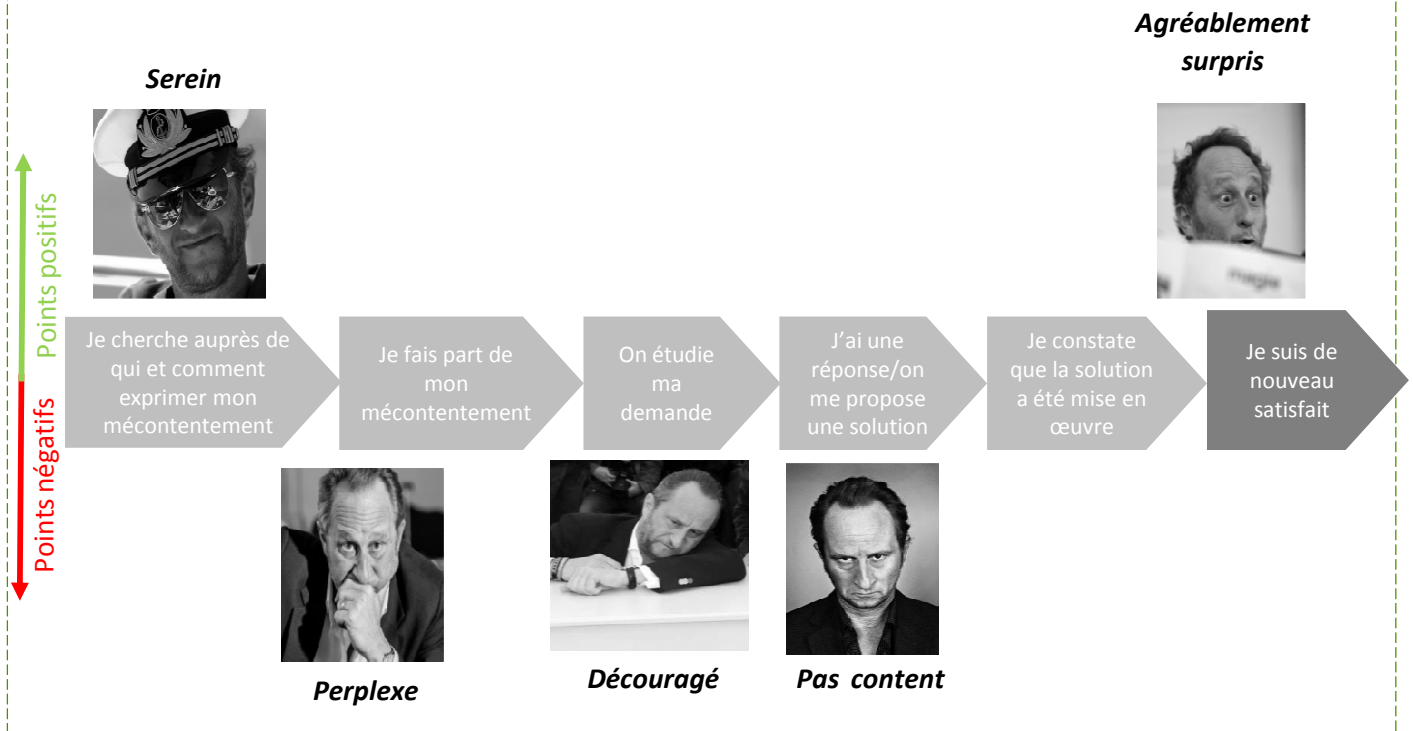 Agréablement
surpris
Serein
Points positifs
Points négatifs
magie
Je cherche auprès de
qui et comment
exprimer mon
mécontentement
Je fais part de
mon
mécontentement
On étudie
ma
demande
J’ai une
réponse/on
me propose
une solution
Je constate
que la solution
a été mise en
œuvre
Je suis de
nouveau
satisfait
Perplexe
Découragé
Pas content